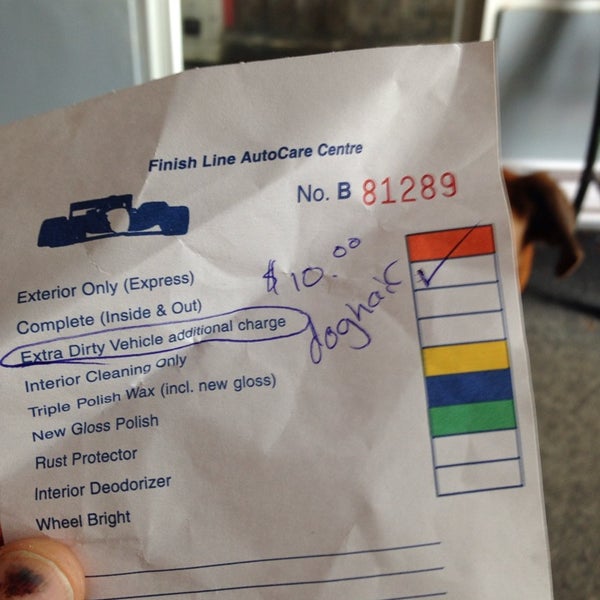 Finish Line AutoCare Centre
No. B 81289
Exterior Only (Express)
$10.00
Complete (Inside & Out)
Extra Dirty Vehicle additional charge
doghair
Interior Cleaning Only
Triple Polish Wax (incl. new gloss)
New Gloss Polish
Rust Protector
Interior Deodorizer
Wheel Bright